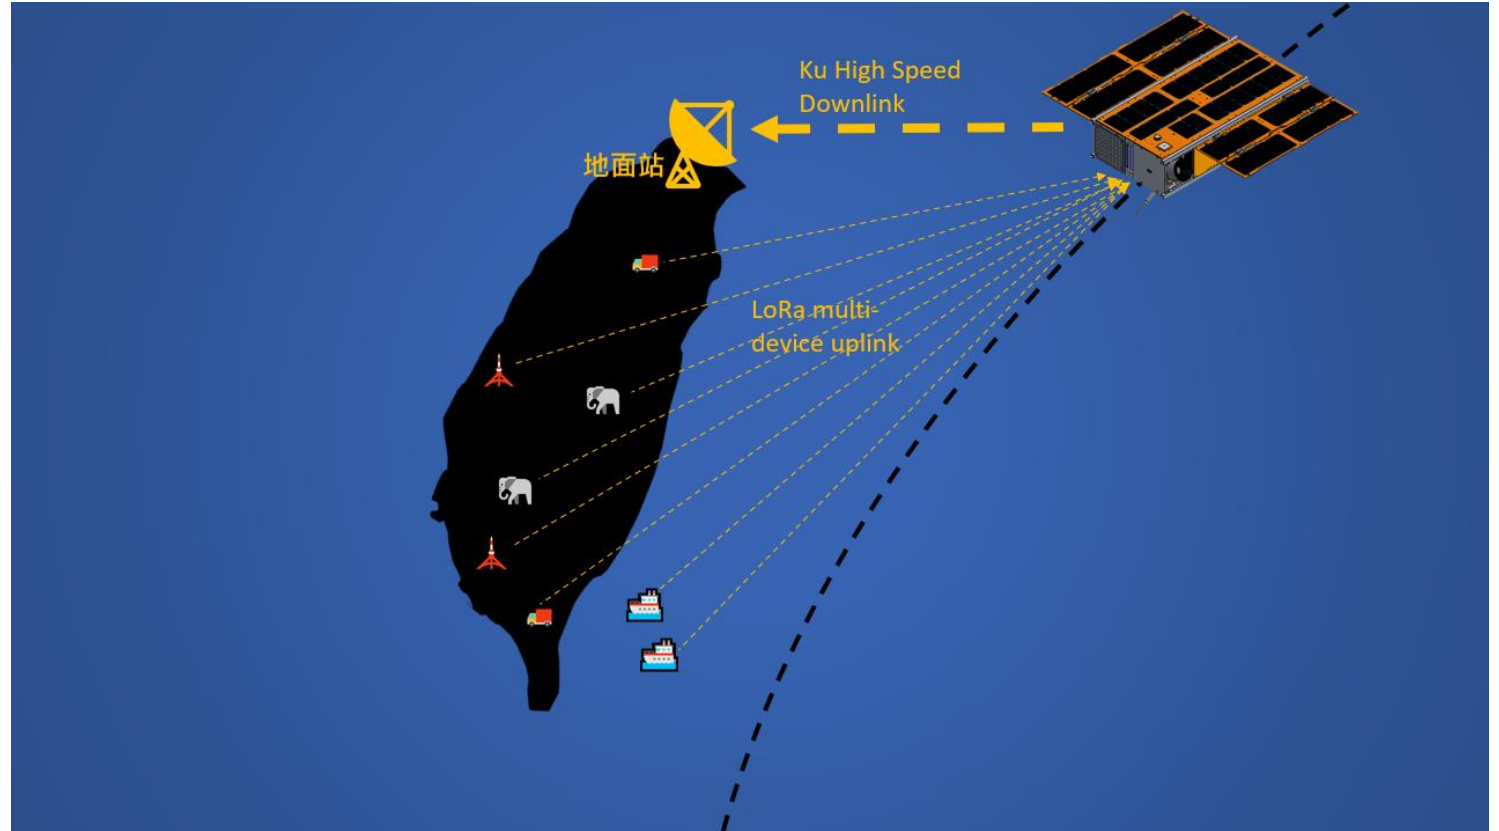 Ku High Speed
Downlink
地面站
LoRa multi-
device uplink